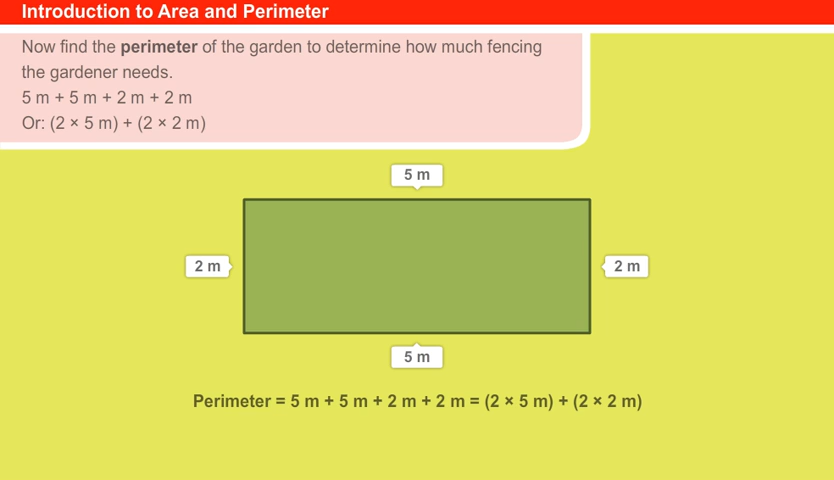 Introduction to Area and Perimeter
Now find the perimeter of the garden to determine how much fencing
the gardener needs.
5 m + 5 m + 2 m + 2 m
Or: (2 × 5 m) + (2 × 2 m)
5 m
2 m
2 m
5 m
Perimeter = 5 m + 5 m + 2 m + 2 m = (2 × 5 m) + (2 × 2 m)